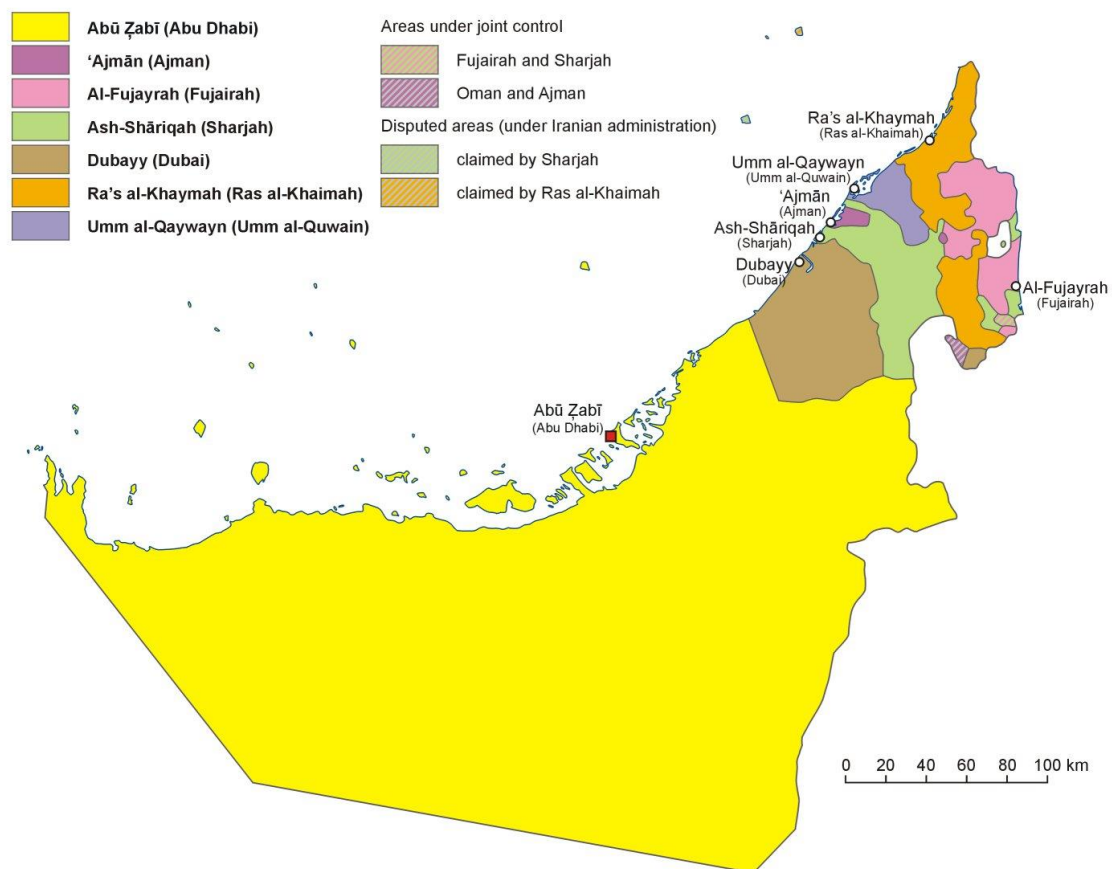 Abū Z̧abī (Abu Dhabi)
‘Ajmān (Ajman)
Al-Fujayrah (Fujairah)
Ash-Shāriqah (Sharjah)
Dubayy (Dubai)
Ra’s al-Khaymah (Ras al-Khaimah)
Umm al-Qaywayn (Umm al-Quwain)
Areas under joint control
Fujairah and Sharjah
Oman and Ajman
Disputed areas (under Iranian administration)
claimed by Sharjah
claimed by Ras al-Khaimah
Ra’s al-Khaymah
(Ras al-Khaimah)
Umm al-Qaywayn
(Umm al-Quwain)
‘Ajmān
(Ajman)
Ash-Shāriqah
(Sharjah)
Dubayy
(Dubai)
Al-Fujayrah
(Fujairah)
Abū Z̧abī
(Abu Dhabi)
0 20 40 60 80 100 km